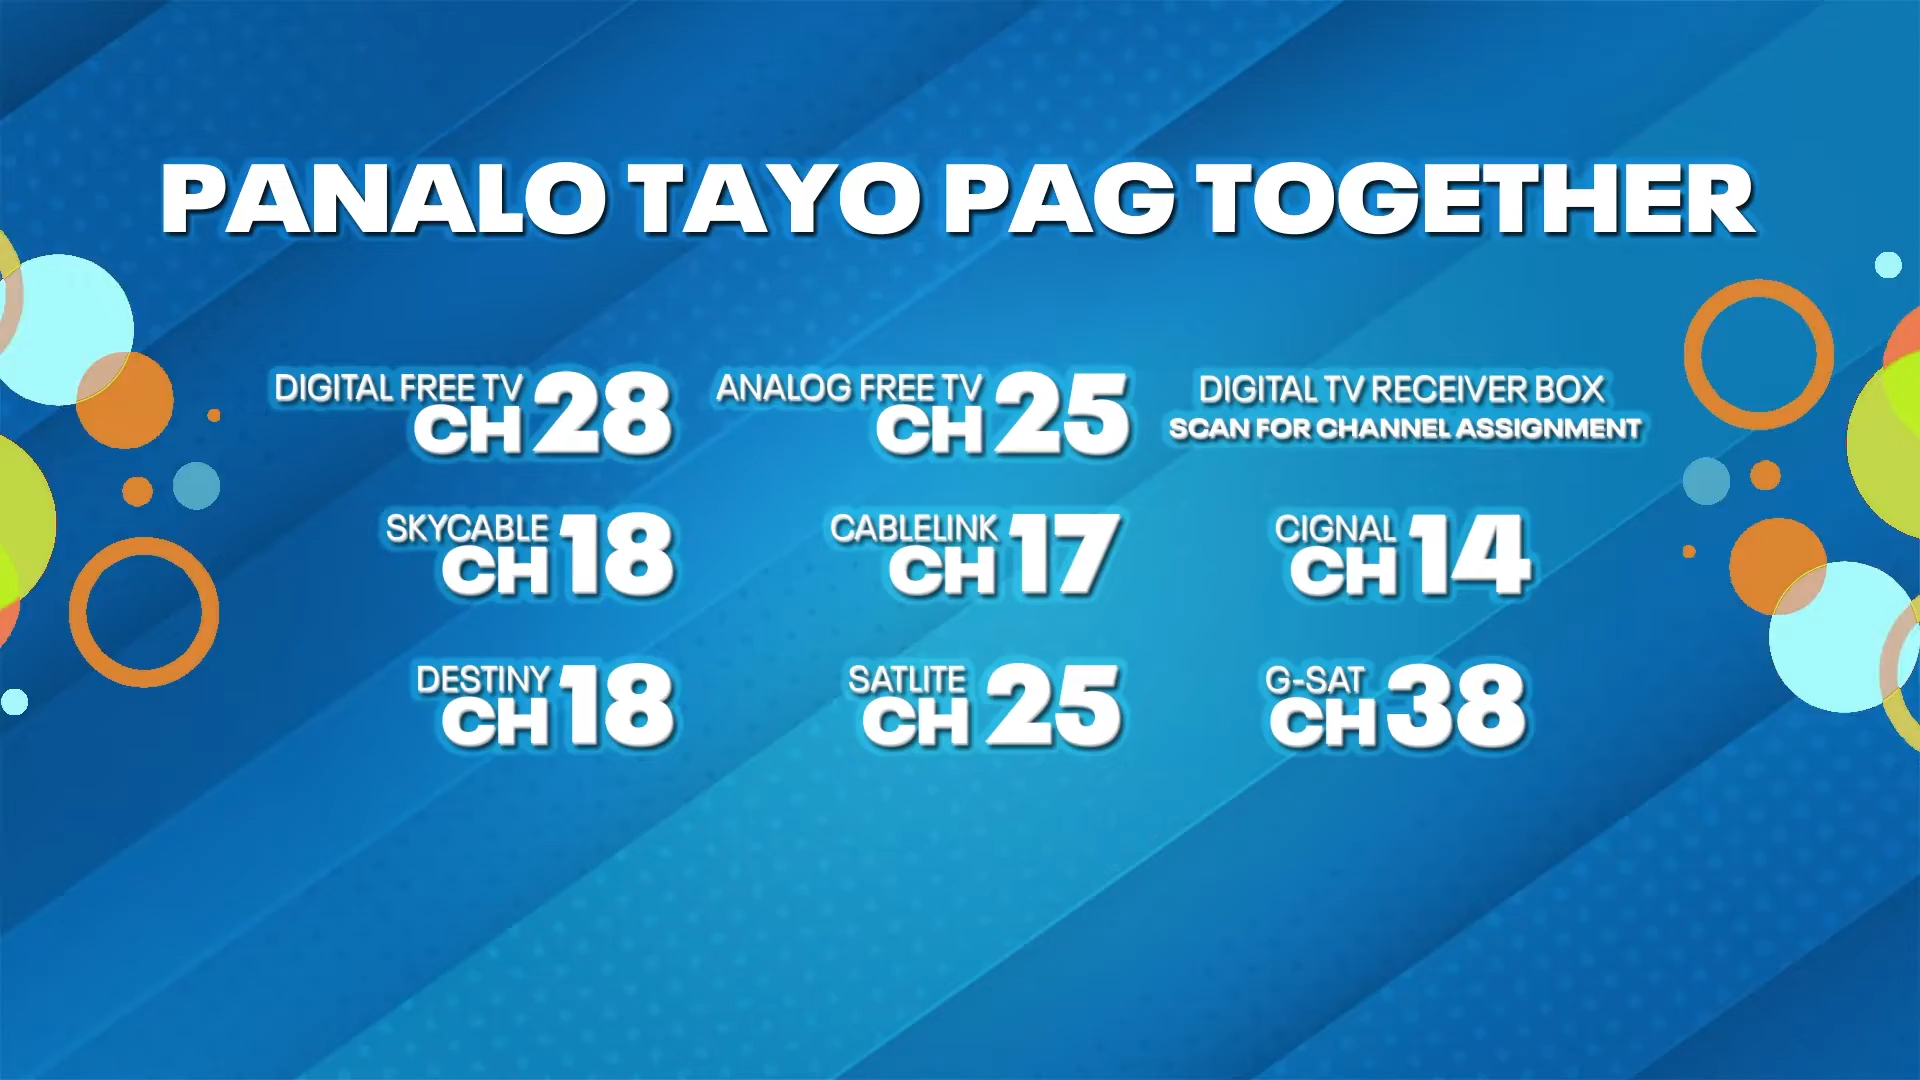 PANALO TAYO PAG TOGETHER
DIGITAL FREE TV
CH 28
ANALOG FREE TV
CH 25
DIGITAL TV RECEIVER BOX
SCAN FOR CHANNEL ASSIGNMENT
SKYCABLE
CH 18
CABLELINK
CH 17
CIGNAL
CH 14
DESTINY
CH 18
SATLITE
CH 25
G-SAT
CH 38